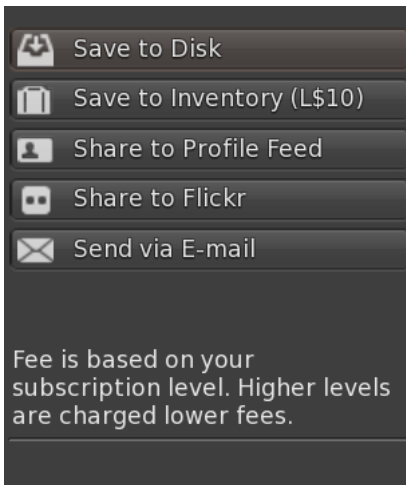 Save to Disk
Save to Inventory (L$10)
Share to Profile Feed
Share to Flickr
Send via E-mail
Fee is based on your
subscription level. Higher levels
are charged lower fees.